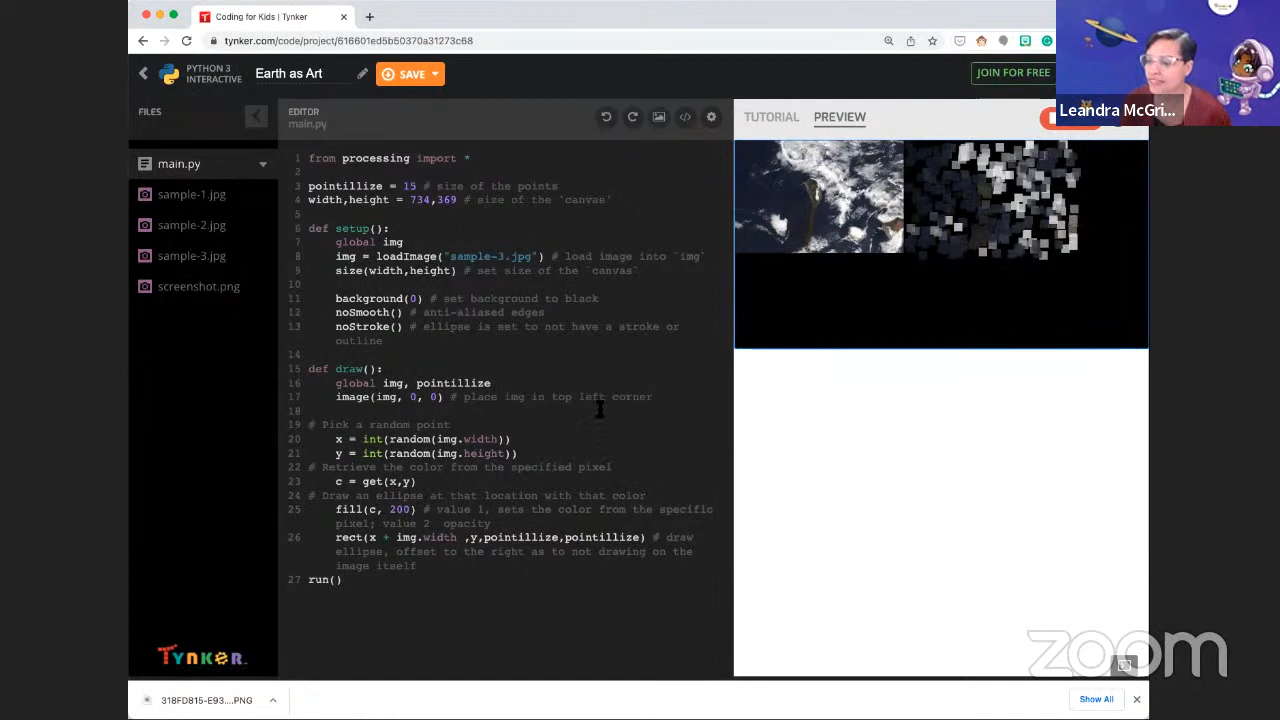 Coding for Kids | Tynker
tynker.com/code/project/616601ed5b50370a31273c68
PYTHON 3
INTERACTIVE
Earth as Art
SAVE
JOIN FOR FREE
Leandra McGri...
FILES
EDITOR
main.py
TUTORIAL
PREVIEW
main.py
sample-1.jpg
sample-2.jpg
sample-3.jpg
screenshot.png
1 from processing import *
2
3 pointillize = 15 # size of the points
4 width,height = 734,369 # size of the 'canvas'
5
6 def setup():
7 global img
8 img = loadImage("sample-3.jpg") # load image into `img`
9 size(width,height) # set size of the `canvas`
10
11 background(0) # set background to black
12 noSmooth() # anti-aliased edges
13 noStroke() # ellipse is set to not have a stroke or
outline
14
15 def draw():
16 global img, pointillize
17 image(img, 0, 0) # place img in top left corner
18
19 # Pick a random point
20 x = int(random(img.width))
21 y = int(random(img.height))
22 # Retrieve the color from the specified pixel
23 c = get(x,y)
24 # Draw an ellipse at that location with that color
25 fill(c, 200) # value 1, sets the color from the specific
pixel; value 2 opacity
26 rect(x + img.width ,y,pointillize,pointillize) # draw
ellipse, offset to the right as to not drawing on the
image itself
27 run()
TYNKER
zoom
318FD815-E93....PNG
Show All